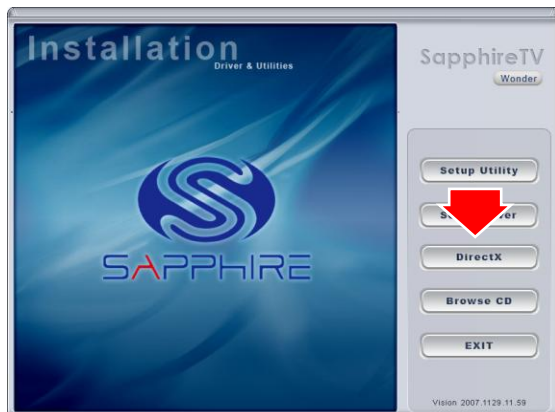 Installation
Driver & Utilities
SapphireTV
Wonder
Setup Utility
SAPPHIRE
DirectX
Browse CD
EXIT
Vision 2007.1129.11.59